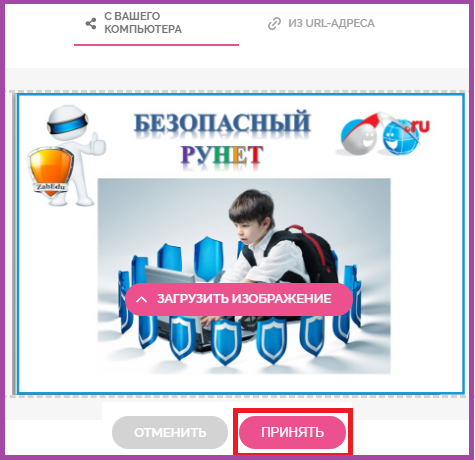 С ВАШЕГО
КОМПЬЮТЕРА
ИЗ URL-АДРЕСА
БЕЗОПАСНЫЙ
РУНЕТ
.ru
ZabEdu
ЗАГРУЗИТЬ ИЗОБРАЖЕНИЕ
ОТМЕНИТЬ
ПРИНЯТЬ